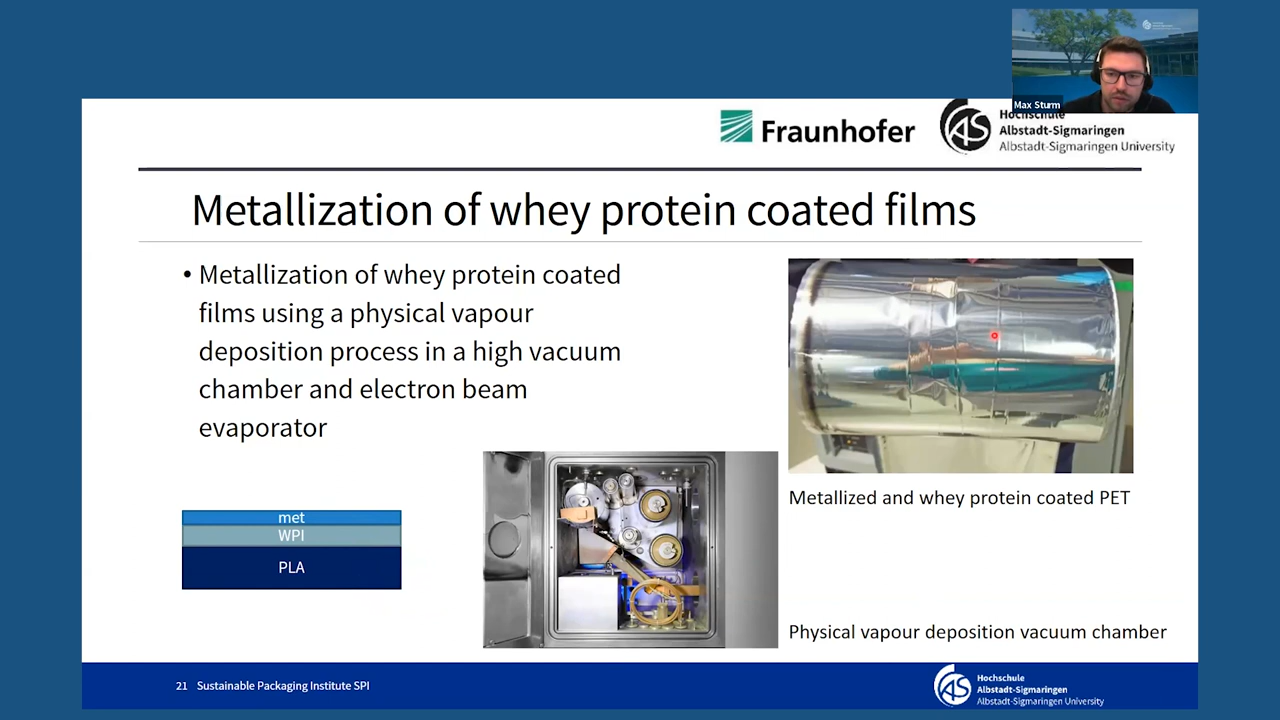 Max Sturm
Fraunhofer
Hochschule
Albstadt-Sigmaringen
Albstadt-Sigmaringen University
Metallization of whey protein coated films
• Metallization of whey protein coated
films using a physical vapour
deposition process in a high vacuum
chamber and electron beam
evaporator
met
WPI
PLA
Metallized and whey protein coated PET
Physical vapour deposition vacuum chamber
21 Sustainable Packaging Institute SPI
Hochschule
Albstadt-Sigmaringen
Albstadt-Sigmaringen University